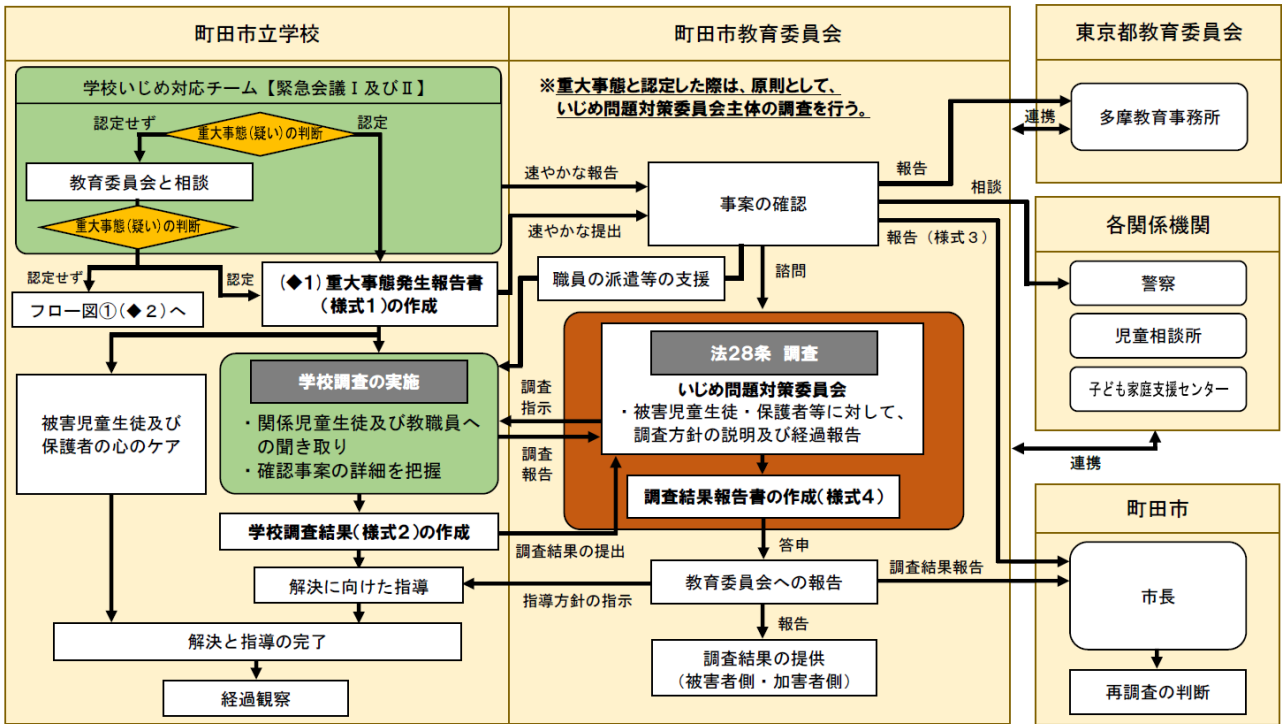 町田市立学校
学校いじめ対応チーム【緊急会議Ⅰ及びⅡ】
認定せず
重大事態(疑い)の判断
認定
教育委員会と相談
重大事態(疑い)の判断
認定せず
認定
フロー図①(◆2)へ
(◆1)重大事態発生報告書
(様式1)の作成
被害児童生徒及び
保護者の心のケア
学校調査の実施
・関係児童生徒及び教職員へ
の聞き取り
・確認事案の詳細を把握
学校調査結果(様式2)の作成
解決に向けた指導
解決と指導の完了
経過観察
町田市教育委員会
※重大事態と認定した際は、原則として、
いじめ問題対策委員会主体の調査を行う。
速やかな報告
速やかな提出
事案の確認
職員の派遣等の支援
諮問
法28条 調査
いじめ問題対策委員会
・被害児童生徒・保護者等に対して、
調査方針の説明及び経過報告
調査
指示
調査
報告
調査結果報告書の作成(様式4)
調査結果の提出
答申
教育委員会への報告
指導方針の指示
報告
調査結果の提供
(被害者側・加害者側)
報告
相談
報告(様式3)
調査結果報告
東京都教育委員会
連携
多摩教育事務所
各関係機関
警察
児童相談所
子ども家庭支援センター
連携
町田市
市長
再調査の判断